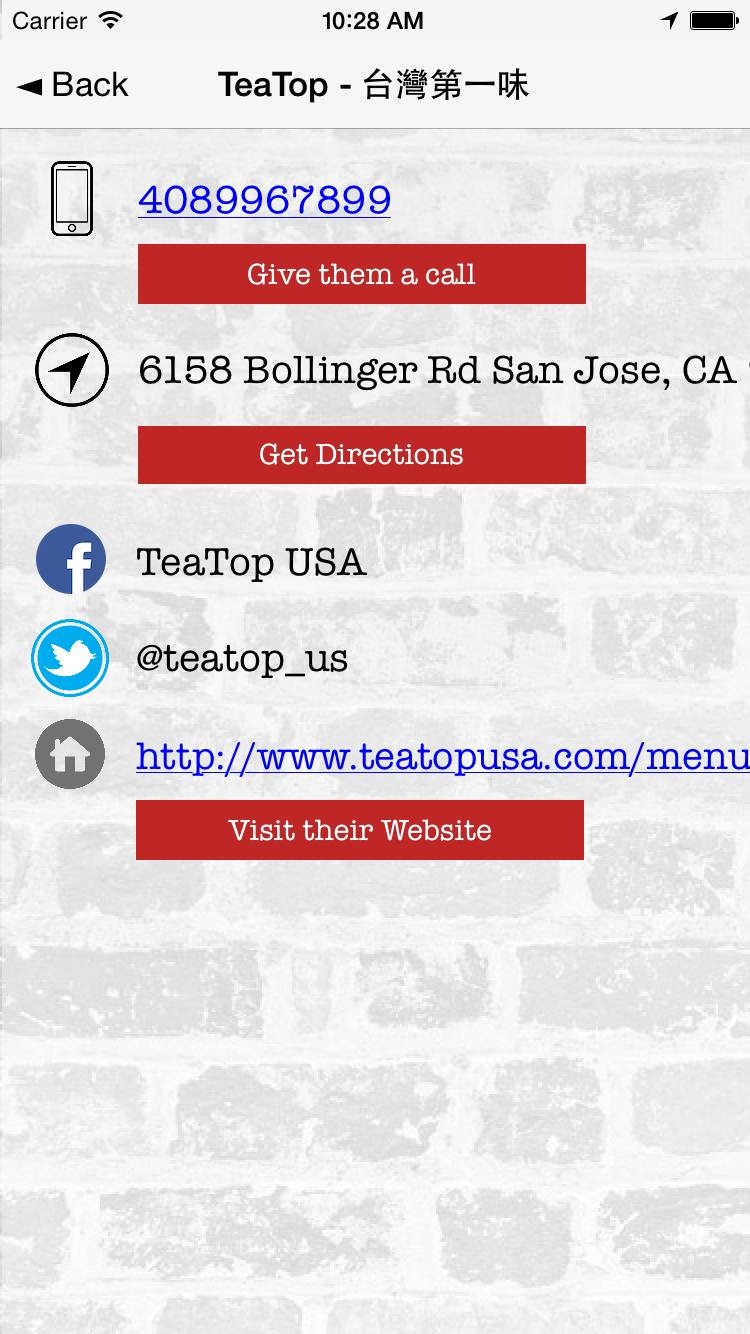 Carrier 10:28 AM
◄ Back TeaTop - 台灣第一味
4089967899
Give them a call
6158 Bollinger Rd San Jose, CA
Get Directions
f TeaTop USA
@teatop_us
http://www.teatopusa.com/menu
Visit their Website